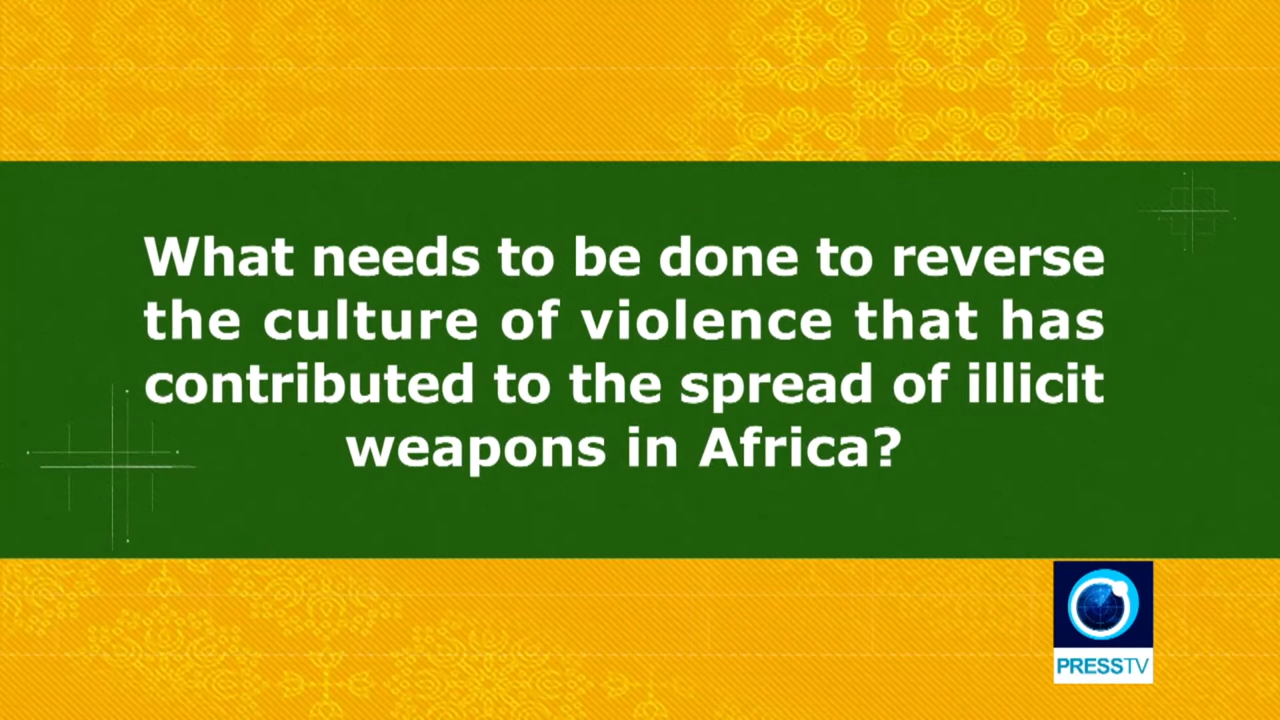 What needs to be done to reverse
the culture of violence that has
contributed to the spread of illicit
weapons in Africa?
PRESSTV